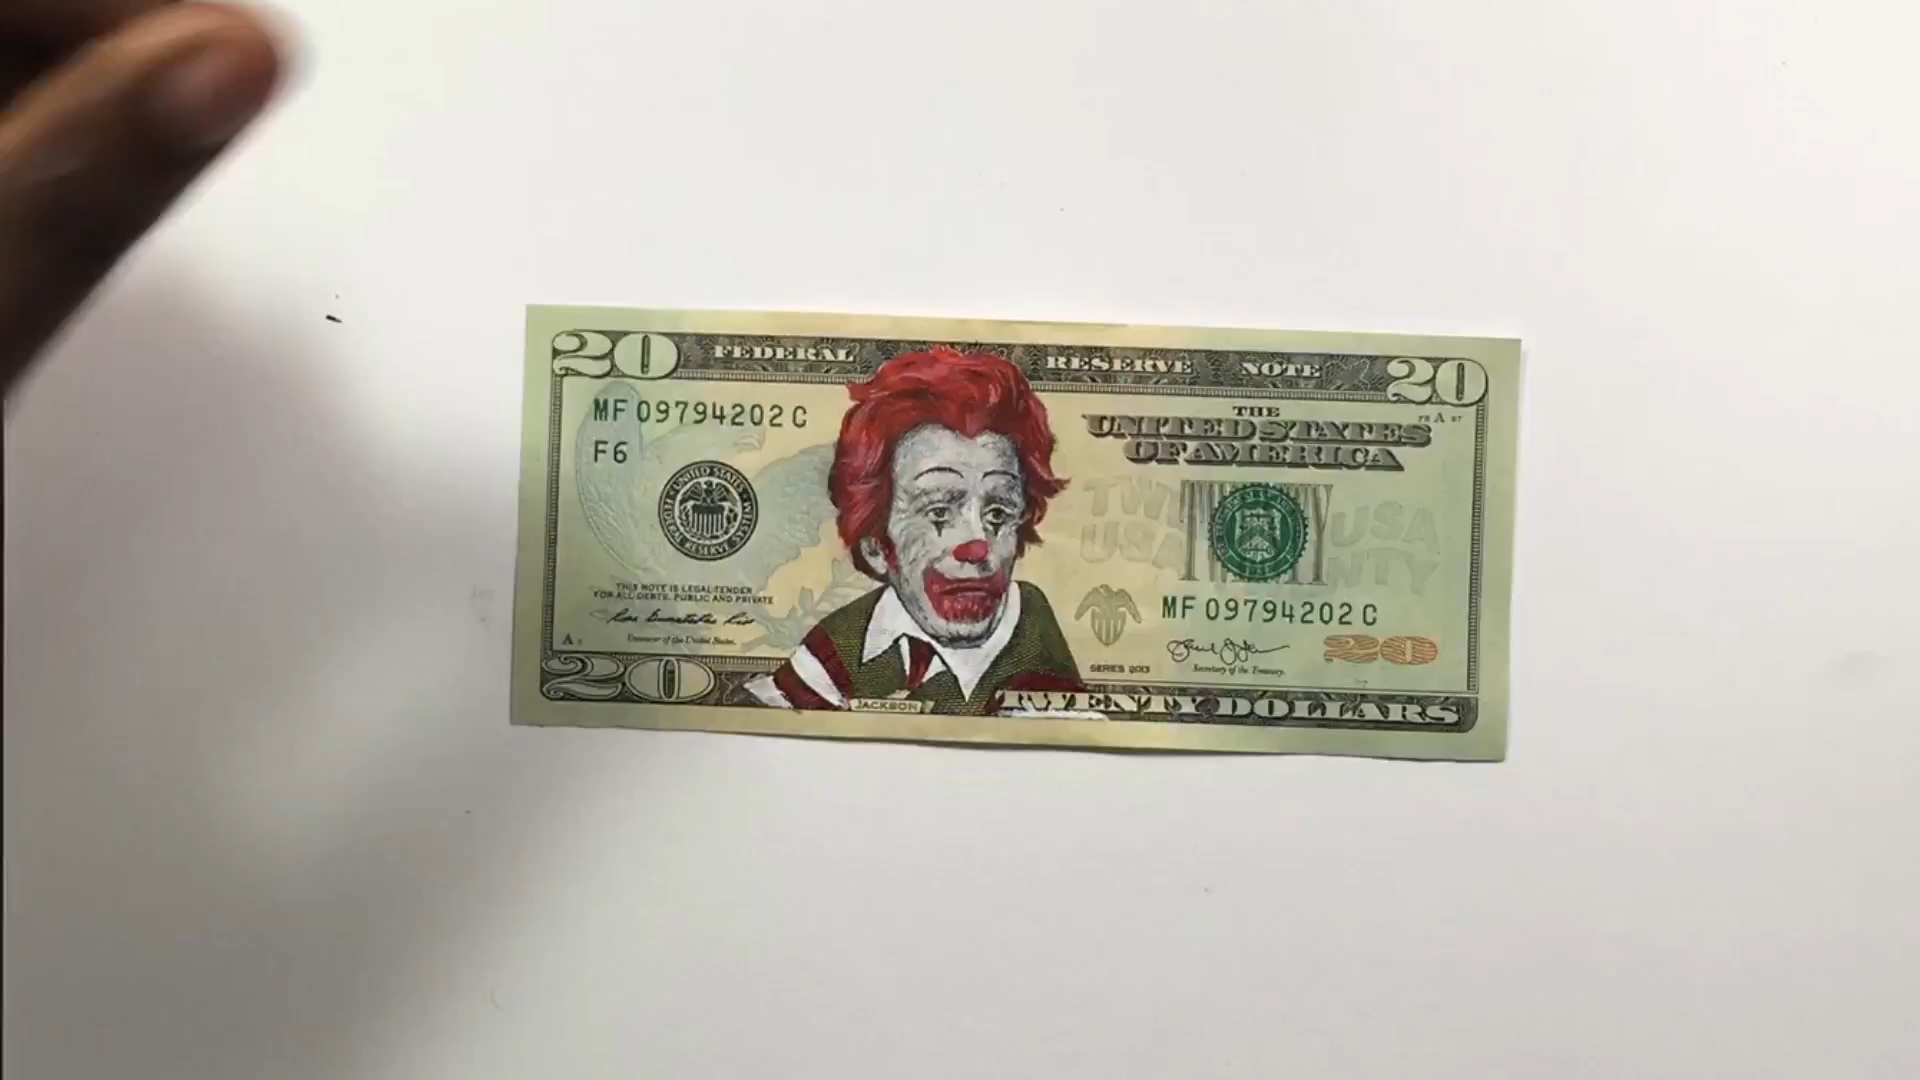 20 FEDERAL RESERVE NOTE 20
MF 09794202 C
F6
THE
UNITED STATES
OF AMERICA
THIS NOTE IS LEGAL TENDER
FOR ALL DEBTS, PUBLIC AND PRIVATE
Treasurer of the United States.
A
USA
MF 09794202 C
SERIES 2013
Secretary of the Treasury.
20
20
JACKSON
TWENTY DOLLARS